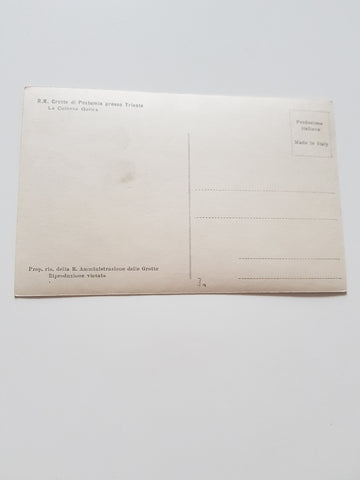 R.R. Grotte di Postumia presso Trieste
La Colonna Gotica
Produzione
Italiana
Made in Italy
Prop. ris. della R. Amministrazione delle Grotte
Riproduzione vietata